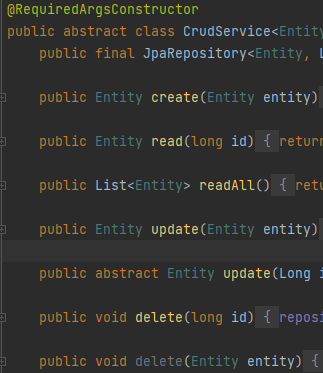 @RequiredArgsConstructor
public abstract class CrudService<Entity
public final JpaRepository<Entity, L
public Entity create(Entity entity)
public Entity read(long id) { return
public List<Entity> readAll() { retu
public Entity update(Entity entity)
public abstract Entity update(Long i
public void delete(long id) { reposi
public void delete(Entity entity) {